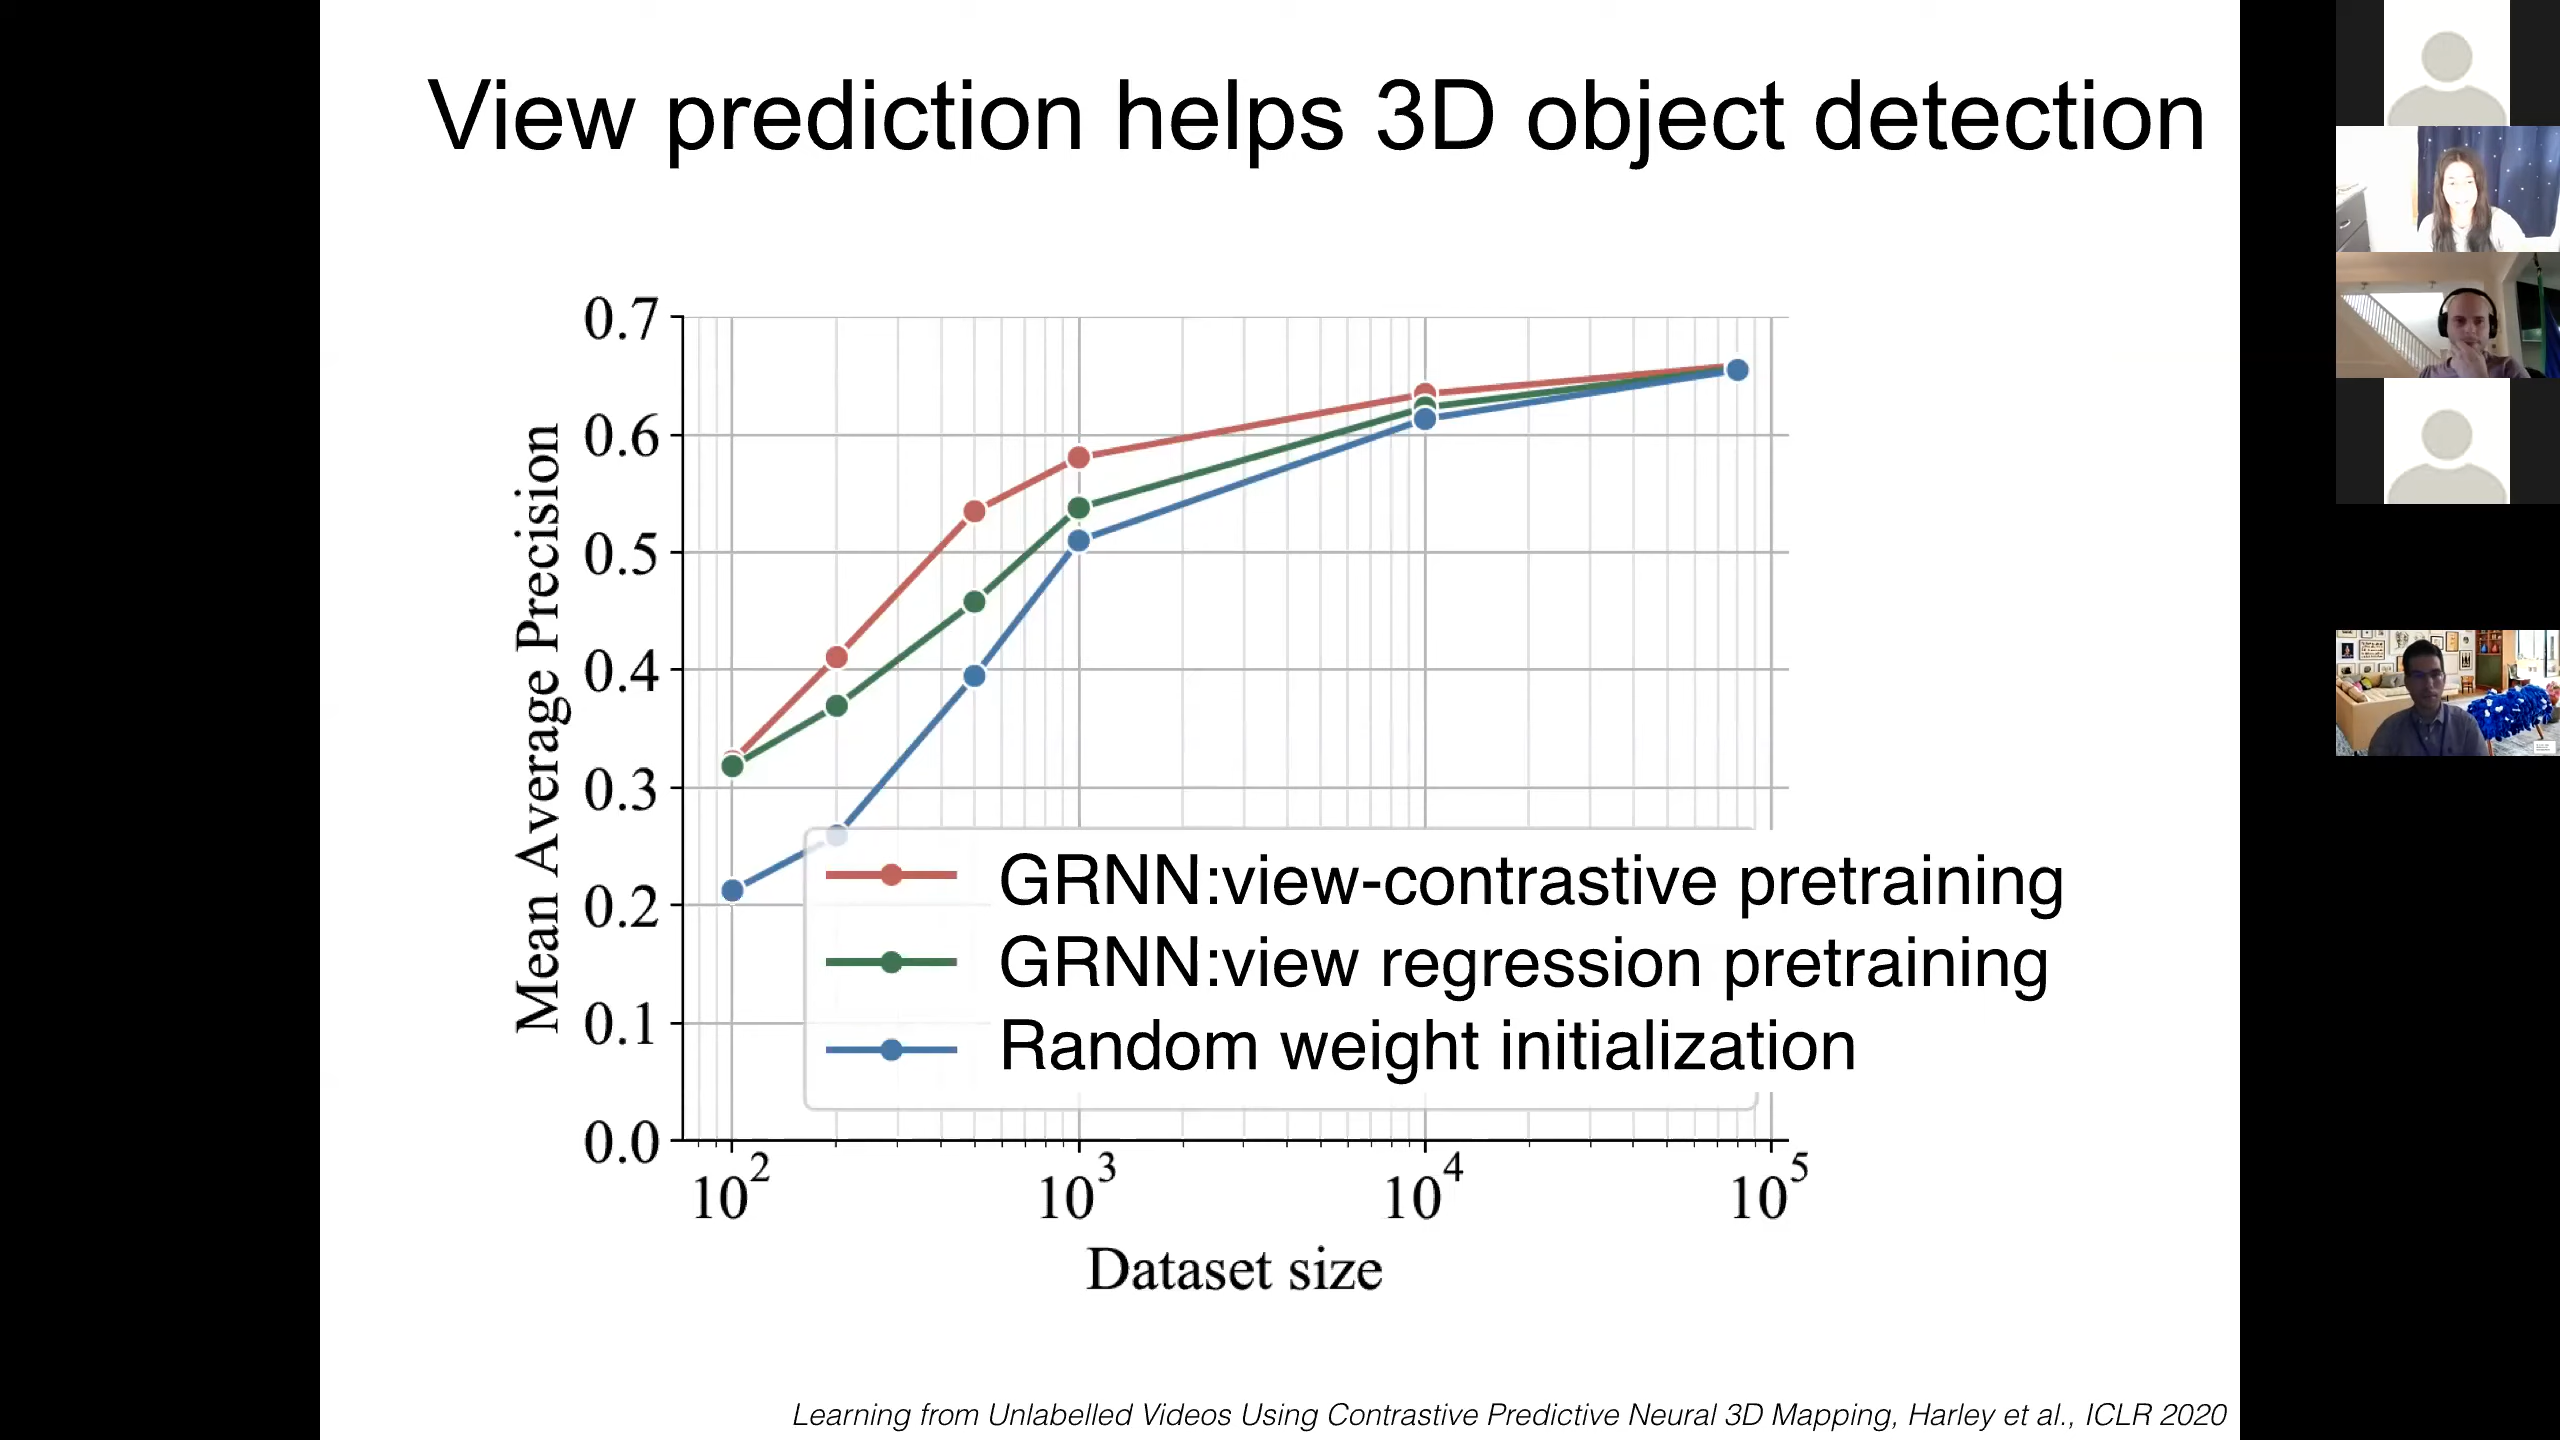 View prediction helps 3D object detection
0.7
0.6
0.5
0.4
0.3
0.2
0.1
0.0
Mean Average Precision
GRNN:view-contrastive pretraining
GRNN:view regression pretraining
Random weight initialization
10² 10³ 10⁴ 10⁵
Dataset size
Learning from Unlabelled Videos Using Contrastive Predictive Neural 3D Mapping, Harley et al., ICLR 2020